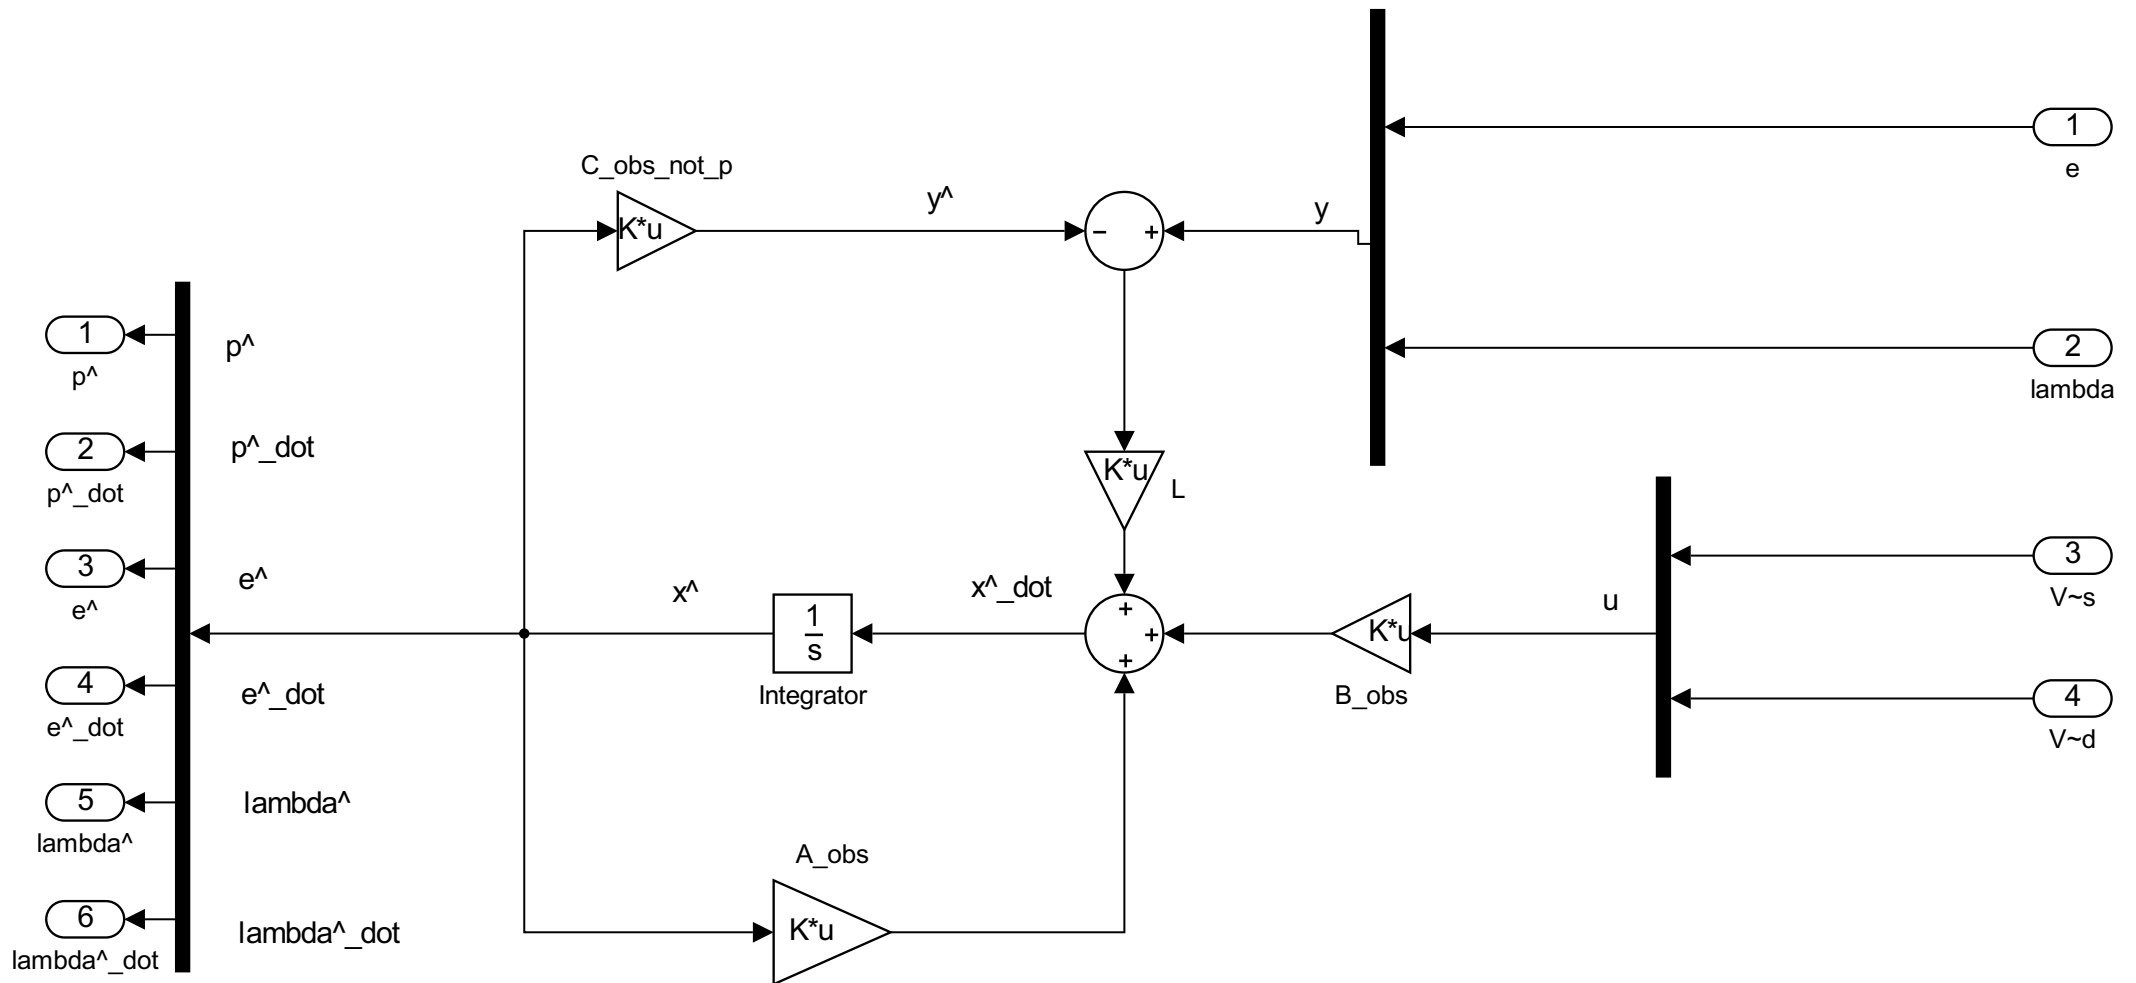 1
e
C_obs_not_p
K*u
y^
−
+
y
1
p^
p^
2
lambda
2
p^_dot
p^_dot
K*u
L
3
e^
e^
x^
1
s
Integrator
x^_dot
+
+
+
K*u
B_obs
u
3
V~s
4
e^_dot
e^_dot
4
V~d
5
lambda^
lambda^
A_obs
K*u
6
lambda^_dot
lambda^_dot